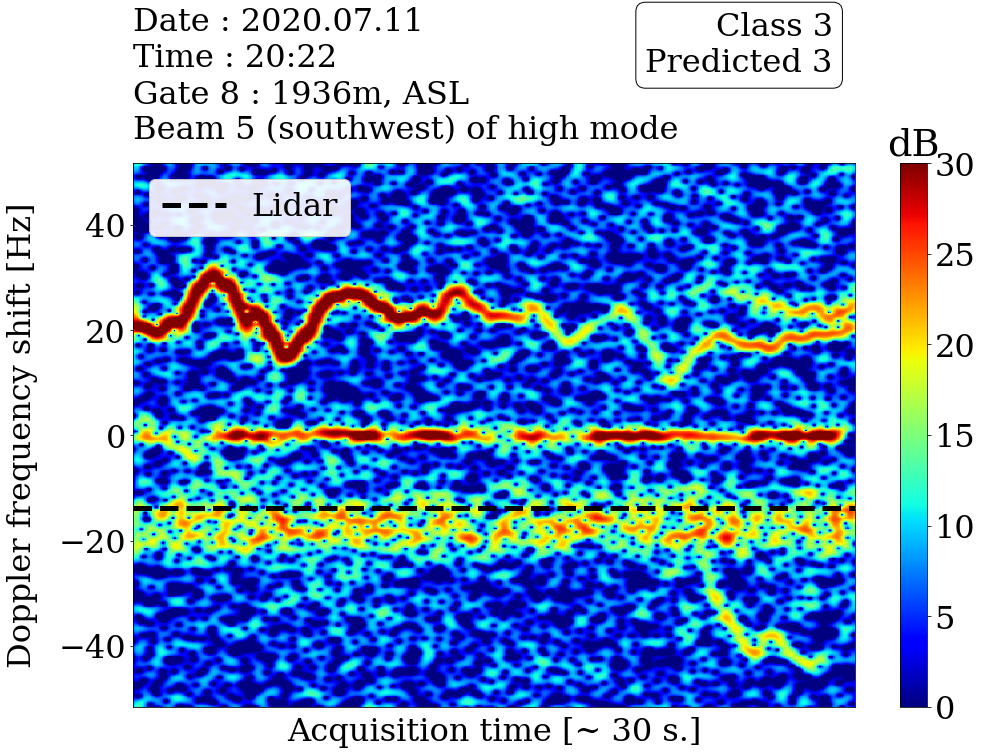 Date : 2020.07.11
Time : 20:22
Gate 8 : 1936m, ASL
Beam 5 (southwest) of high mode
Class 3
Predicted 3
dB
Lidar
Doppler frequency shift [Hz]
40
20
0
−20
−40
Acquisition time [~ 30 s.]
30
25
20
15
10
5
0